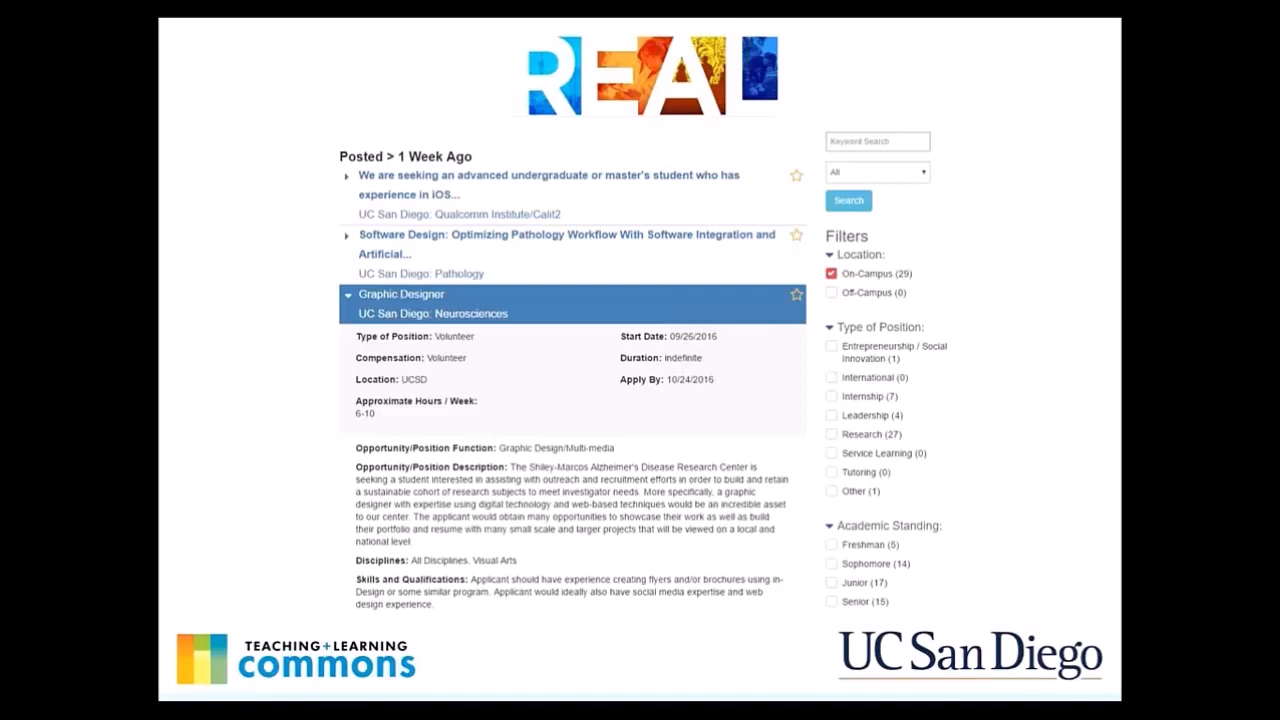 REAL
Posted > 1 Week Ago
We are seeking an advanced undergraduate or master's student who has
experience in iOS...
UC San Diego: Qualcomm Institute/Calit2
Software Design: Optimizing Pathology Workflow With Software Integration and
Artificial...
UC San Diego: Pathology
Graphic Designer
UC San Diego: Neurosciences
Type of Position: Volunteer
Start Date: 09/26/2016
Compensation: Volunteer
Duration: indefinite
Location: UCSD
Apply By: 10/24/2016
Approximate Hours / Week:
6-10
Opportunity/Position Function: Graphic Design/Multi-media
Opportunity/Position Description: The Shiley-Marcos Alzheimer's Disease Research Center is
seeking a student interested in assisting with outreach and recruitment efforts in order to build and retain
a sustainable cohort of research subjects to meet investigator needs. More specifically, a graphic
designer with expertise using digital technology and web-based techniques would be an incredible asset
to our center. The applicant would obtain many opportunities to showcase their work as well as build
their portfolio and resume with many small scale and larger projects that will be viewed on a local and
national level.
Disciplines: All Disciplines, Visual Arts
Skills and Qualifications: Applicant should have experience creating flyers and/or brochures using in-
Design or some similar program. Applicant would ideally also have social media expertise and web
design experience.
Keyword Search
All
Search
Filters
Location:
On-Campus (29)
Off-Campus (0)
Type of Position:
Entrepreneurship / Social
Innovation (1)
International (0)
Internship (7)
Leadership (4)
Research (27)
Service Learning (0)
Tutoring (0)
Other (1)
Academic Standing:
Freshman (5)
Sophomore (14)
Junior (17)
Senior (15)
TEACHING+LEARNING
commons
UC San Diego